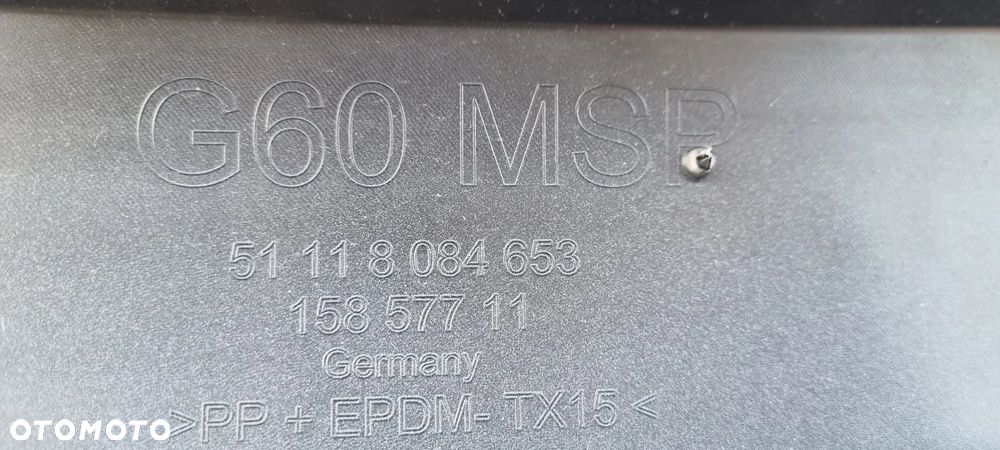 G60 MSP
51 11 8 084 653
158 577 11
Germany
>PP + EPDM- TX15<
OTOMOTO